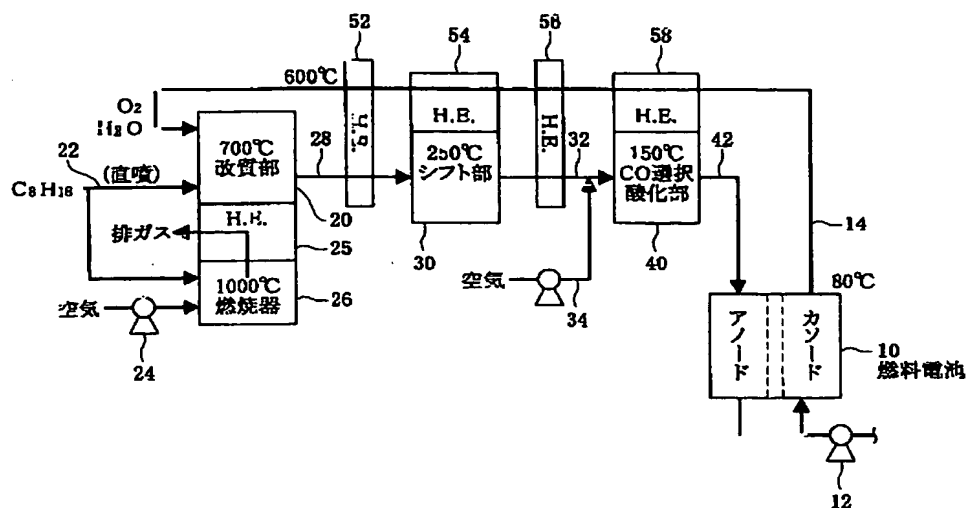 52
54
56
58
600℃
O2
H2O
H.E.
H.E.
H.E.
H.E.
22
(直噴)
C8H18
700℃
改質部
28
250℃
シフト部
32
150℃
CO選択
酸化部
42
20
H.E.
排ガス
25
30
40
14
1000℃
燃焼器
26
空気
24
空気
34
80℃
アノード
カソード
10
燃料電池
12